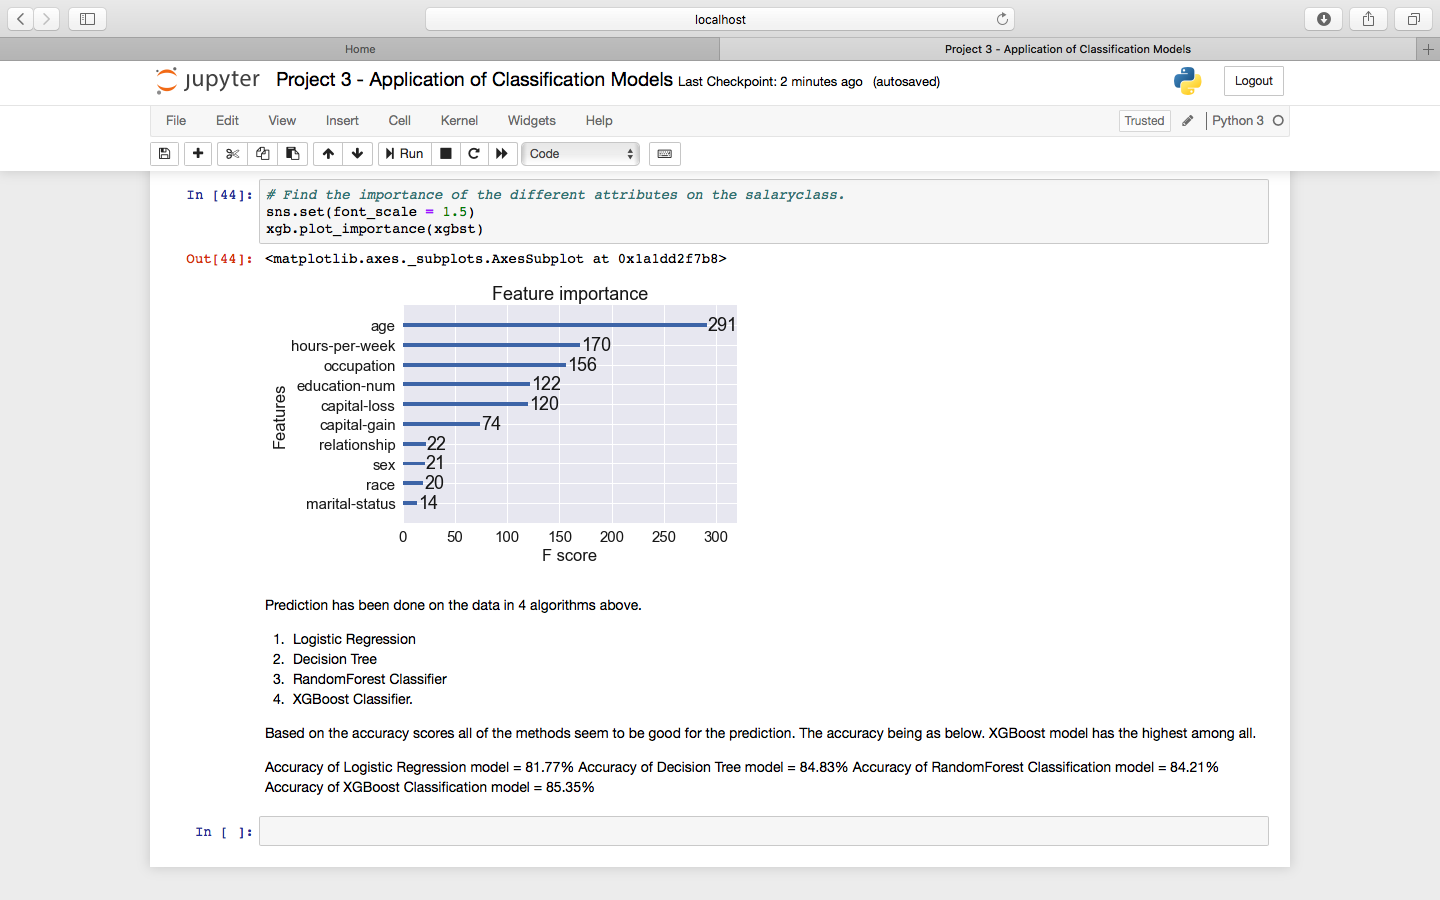 localhost
Home
Project 3 - Application of Classification Models
jupyter Project 3 - Application of Classification Models Last Checkpoint: 2 minutes ago (autosaved)
Logout
File Edit View Insert Cell Kernel Widgets Help
Trusted Python 3
Run Code
In [44]: # Find the importance of the different attributes on the salaryclass.
sns.set(font_scale = 1.5)
xgb.plot_importance(xgbst)
Out[44]: <matplotlib.axes._subplots.AxesSubplot at 0x1a1dd2f7b8>
Feature importance
Features
age 291
hours-per-week 170
occupation 156
education-num 122
capital-loss 120
capital-gain 74
relationship 22
sex 21
race 20
marital-status 14
0 50 100 150 200 250 300
F score
Prediction has been done on the data in 4 algorithms above.
1. Logistic Regression
2. Decision Tree
3. RandomForest Classifier
4. XGBoost Classifier.
Based on the accuracy scores all of the methods seem to be good for the prediction. The accuracy being as below. XGBoost model has the highest among all.
Accuracy of Logistic Regression model = 81.77% Accuracy of Decision Tree model = 84.83% Accuracy of RandomForest Classification model = 84.21%
Accuracy of XGBoost Classification model = 85.35%
In [ ]: